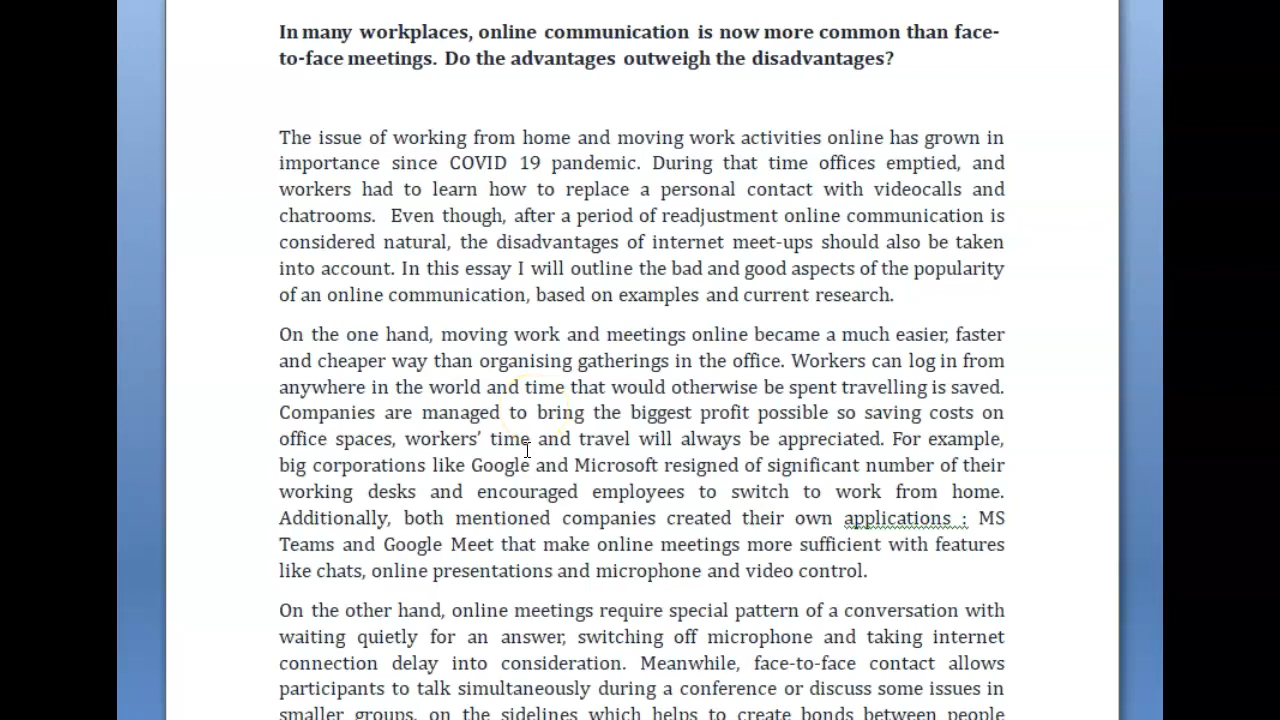 In many workplaces, online communication is now more common than face-
to-face meetings. Do the advantages outweigh the disadvantages?
The issue of working from home and moving work activities online has grown in
importance since COVID 19 pandemic. During that time offices emptied, and
workers had to learn how to replace a personal contact with videocalls and
chatrooms. Even though, after a period of readjustment online communication is
considered natural, the disadvantages of internet meet-ups should also be taken
into account. In this essay I will outline the bad and good aspects of the popularity
of an online communication, based on examples and current research.
On the one hand, moving work and meetings online became a much easier, faster
and cheaper way than organising gatherings in the office. Workers can log in from
anywhere in the world and time that would otherwise be spent travelling is saved.
Companies are managed to bring the biggest profit possible so saving costs on
office spaces, workers’ time and travel will always be appreciated. For example,
big corporations like Google and Microsoft resigned of significant number of their
working desks and encouraged employees to switch to work from home.
Additionally, both mentioned companies created their own applications : MS
Teams and Google Meet that make online meetings more sufficient with features
like chats, online presentations and microphone and video control.
On the other hand, online meetings require special pattern of a conversation with
waiting quietly for an answer, switching off microphone and taking internet
connection delay into consideration. Meanwhile, face-to-face contact allows
participants to talk simultaneously during a conference or discuss some issues in
smaller groups, on the sidelines which helps to create bonds between people